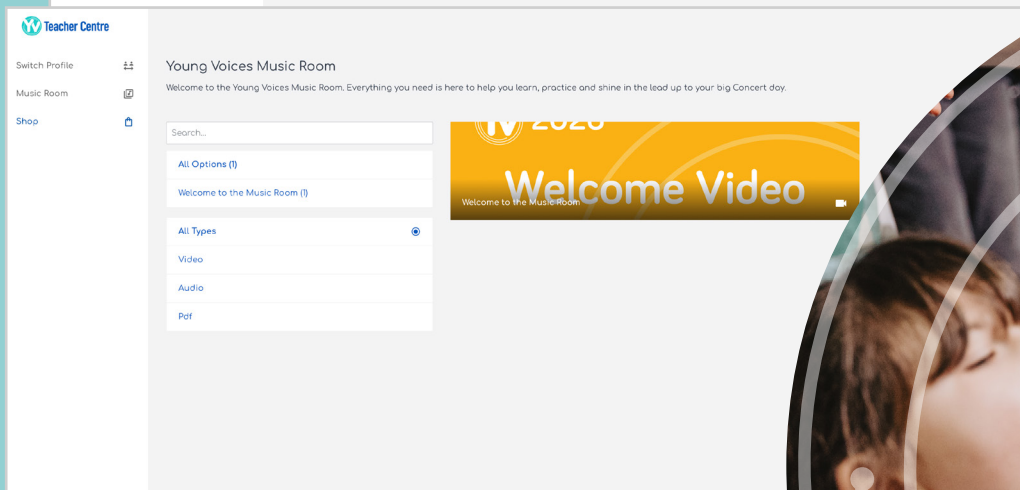 YV Teacher Centre
Switch Profile
Music Room
Shop
Young Voices Music Room
Welcome to the Young Voices Music Room. Everything you need is here to help you learn, practice and shine in the lead up to your big Concert day.
Search...
All Options (1)
Welcome to the Music Room (1)
All Types
Video
Audio
Pdf
YV 2026
Welcome Video
Welcome to the Music Room